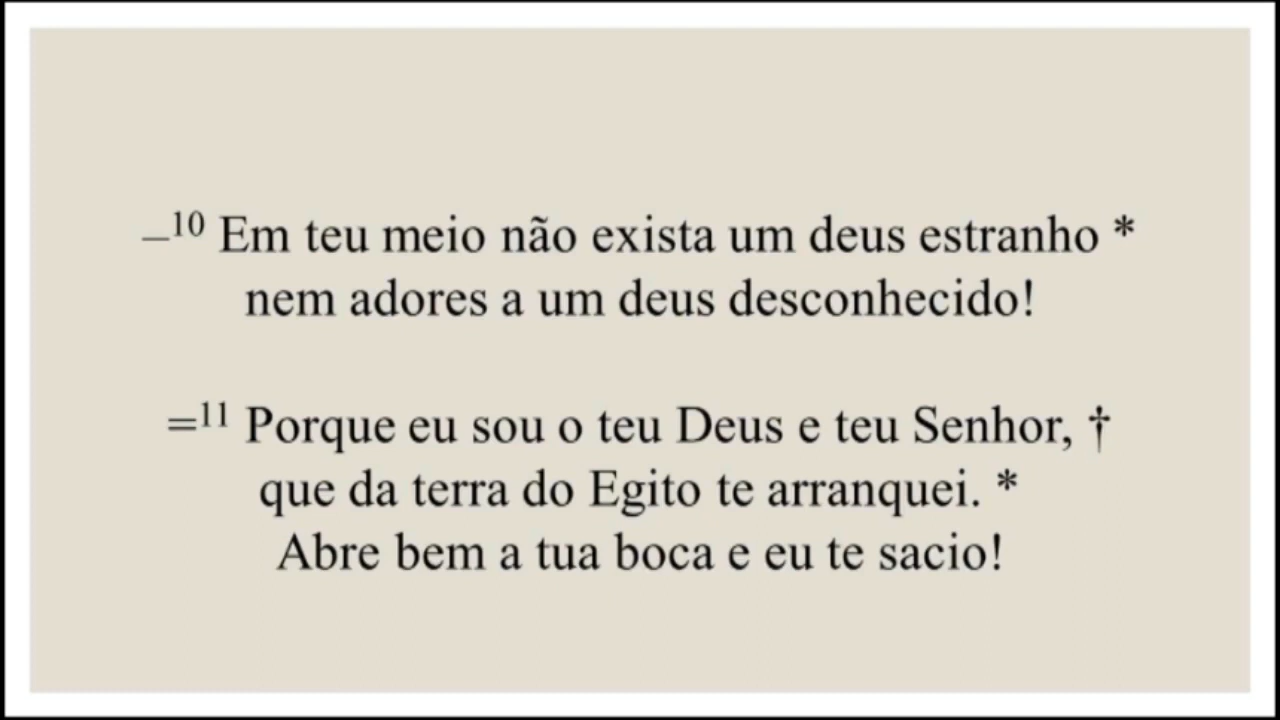 –¹⁰ Em teu meio não exista um deus estranho *
nem adores a um deus desconhecido!
=¹¹ Porque eu sou o teu Deus e teu Senhor, †
que da terra do Egito te arranquei. *
Abre bem a tua boca e eu te sacio!